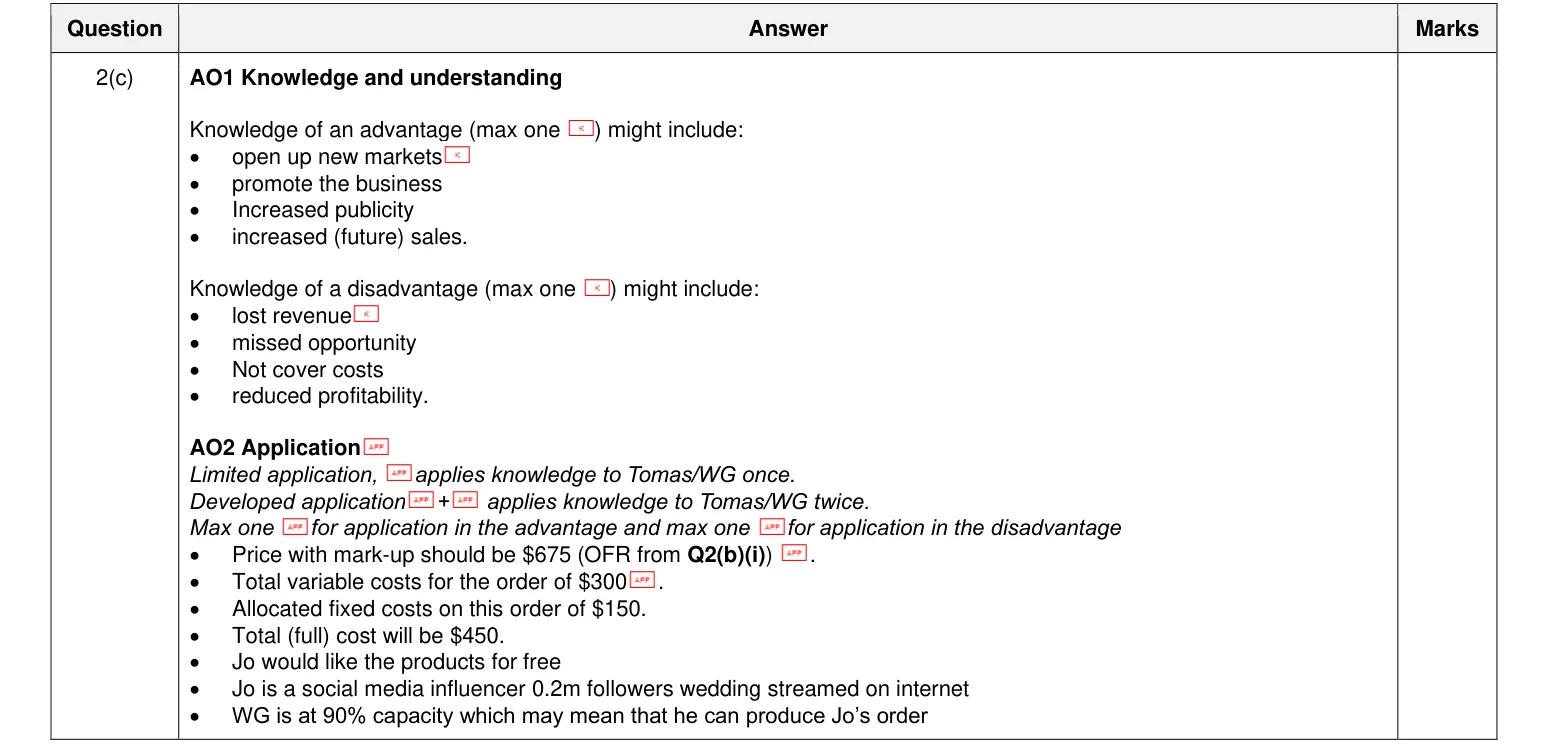 Question Answer Marks
2(c) AO1 Knowledge and understanding
Knowledge of an advantage (max one K) might include:
• open up new markets K
• promote the business
• Increased publicity
• increased (future) sales.
Knowledge of a disadvantage (max one K) might include:
• lost revenue K
• missed opportunity
• Not cover costs
• reduced profitability.
AO2 Application APP
Limited application, APP applies knowledge to Tomas/WG once.
Developed application APP + APP applies knowledge to Tomas/WG twice.
Max one APP for application in the advantage and max one APP for application in the disadvantage
• Price with mark-up should be $675 (OFR from Q2(b)(i)) APP .
• Total variable costs for the order of $300 APP .
• Allocated fixed costs on this order of $150.
• Total (full) cost will be $450.
• Jo would like the products for free
• Jo is a social media influencer 0.2m followers wedding streamed on internet
• WG is at 90% capacity which may mean that he can produce Jo's order